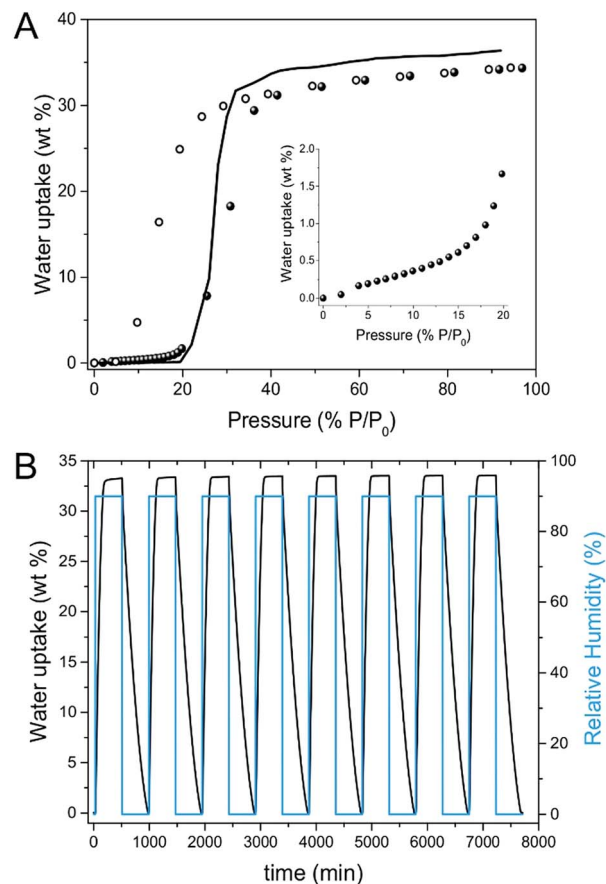 A
40
30
20
10
0
Water uptake (wt %)
0 20 40 60 80 100
Pressure (% P/P0)
2.0
1.5
1.0
0.5
0.0
Water uptake (wt %)
0 5 10 15 20
Pressure (% P/P0)
B
35
30
25
20
15
10
5
0
Water uptake (wt %)
100
80
60
40
20
0
Relative Humidity (%)
0 1000 2000 3000 4000 5000 6000 7000 8000
time (min)